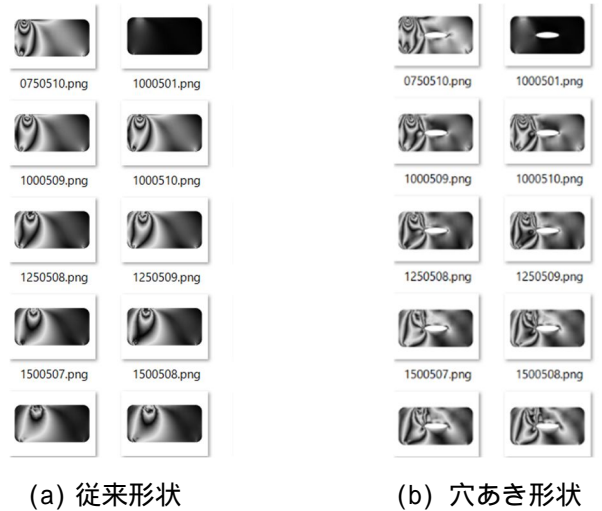 0750510.png 1000501.png 0750510.png 1000501.png
1000509.png 1000510.png 1000509.png 1000510.png
1250508.png 1250509.png 1250508.png 1250509.png
1500507.png 1500508.png 1500507.png 1500508.png
(a) 従来形状 (b) 穴あき形状